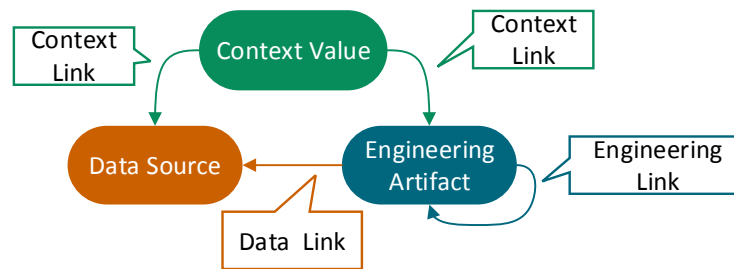 Context
Link
Context Value
Context
Link
Data Source
Engineering
Artifact
Engineering
Link
Data Link